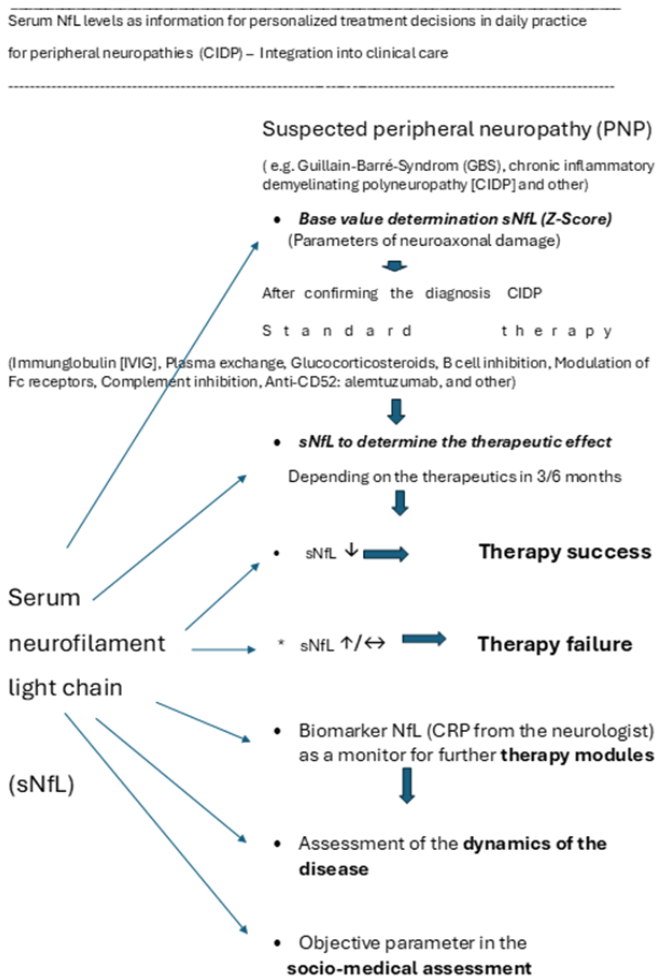 Serum NfL levels as information for personalized treatment decisions in daily practice
for peripheral neuropathies (CIDP) – Integration into clinical care
Suspected peripheral neuropathy (PNP)
( e.g. Guillain-Barré-Syndrom (GBS), chronic inflammatory
demyelinating polyneuropathy [CIDP] and other)
• Base value determination sNfL (Z-Score)
(Parameters of neuroaxonal damage)
After confirming the diagnosis CIDP
Standard therapy
(Immunglobulin [IVIG], Plasma exchange, Glucocorticosteroids, B cell inhibition, Modulation of
Fc receptors, Complement inhibition, Anti-CD52: alemtuzumab, and other)
• sNfL to determine the therapeutic effect
Depending on the therapeutics in 3/6 months
• sNfL ↓ Therapy success
Serum
neurofilament
light chain
(sNfL)
* sNfL ↑/↔ Therapy failure
• Biomarker NfL (CRP from the neurologist)
as a monitor for further therapy modules
• Assessment of the dynamics of the
disease
• Objective parameter in the
socio-medical assessment